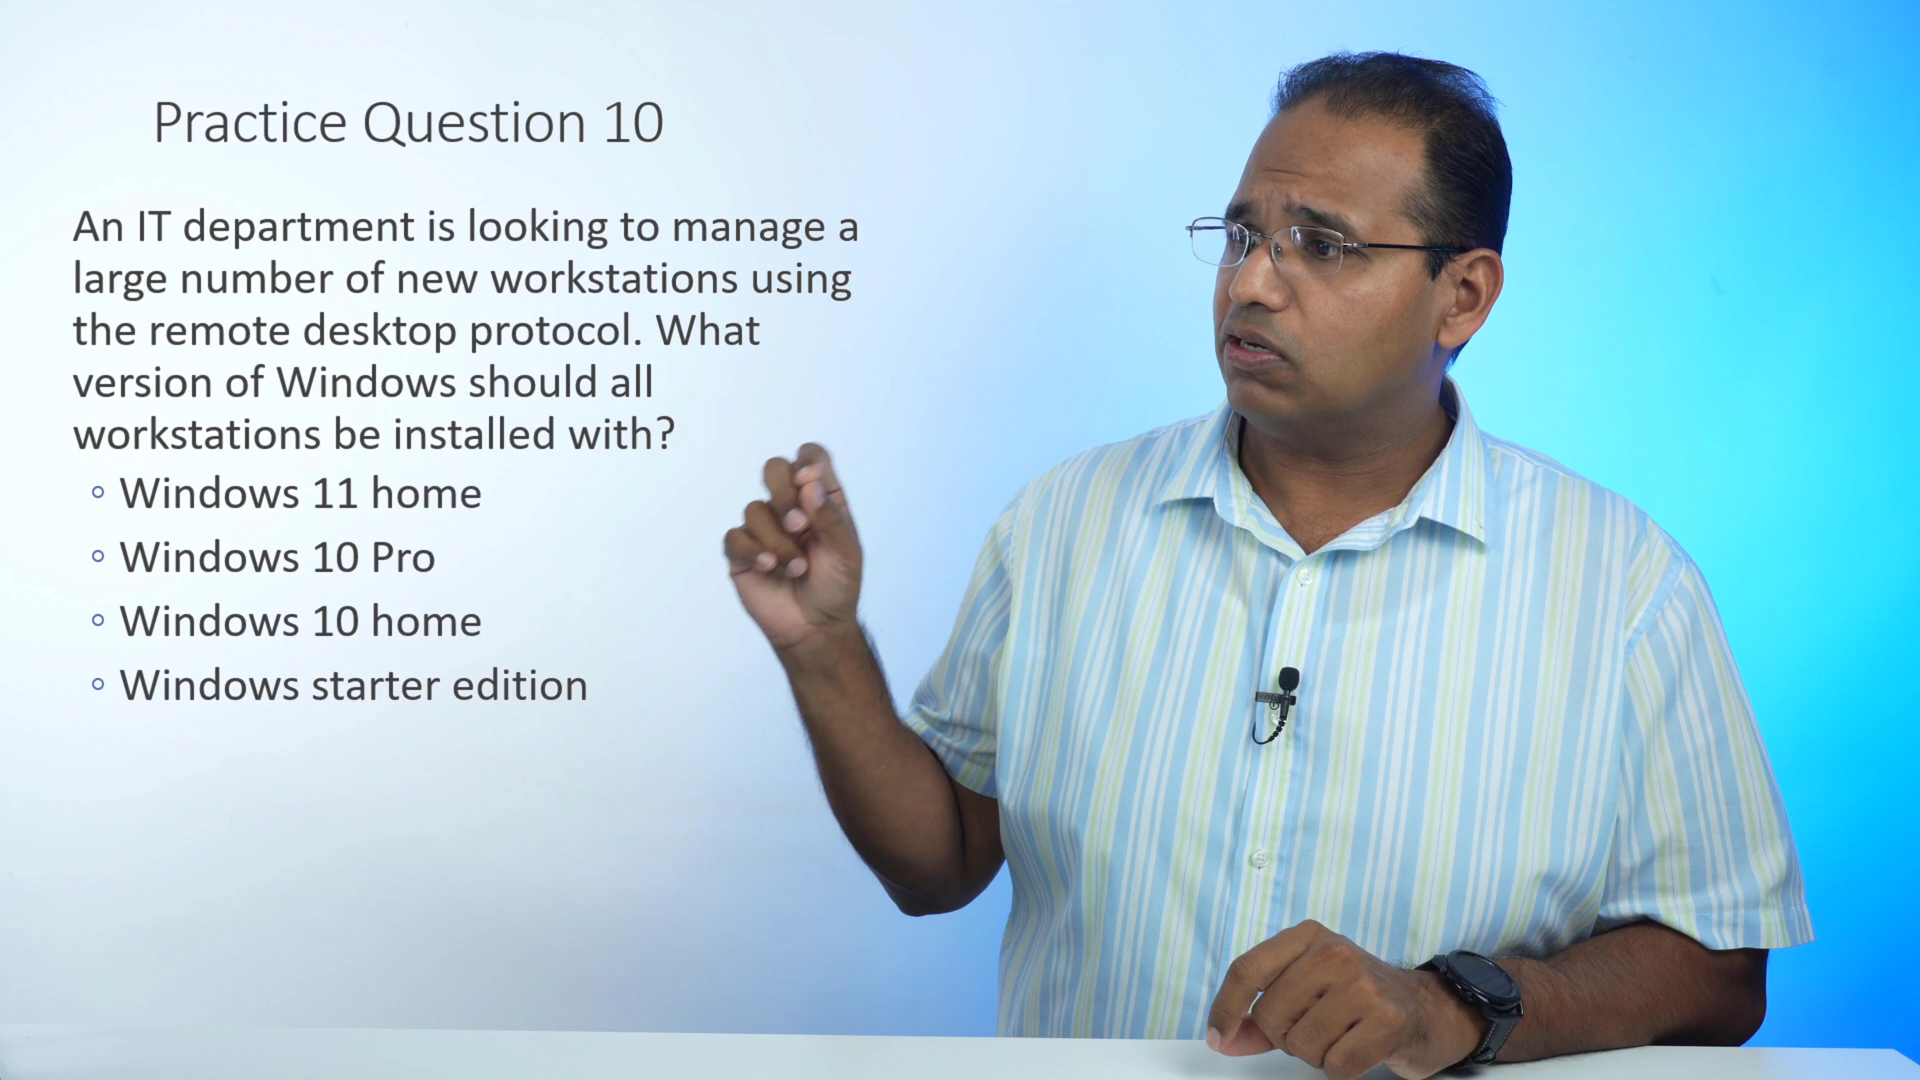 Practice Question 10
An IT department is looking to manage a
large number of new workstations using
the remote desktop protocol. What
version of Windows should all
workstations be installed with?
Windows 11 home
Windows 10 Pro
Windows 10 home
Windows starter edition